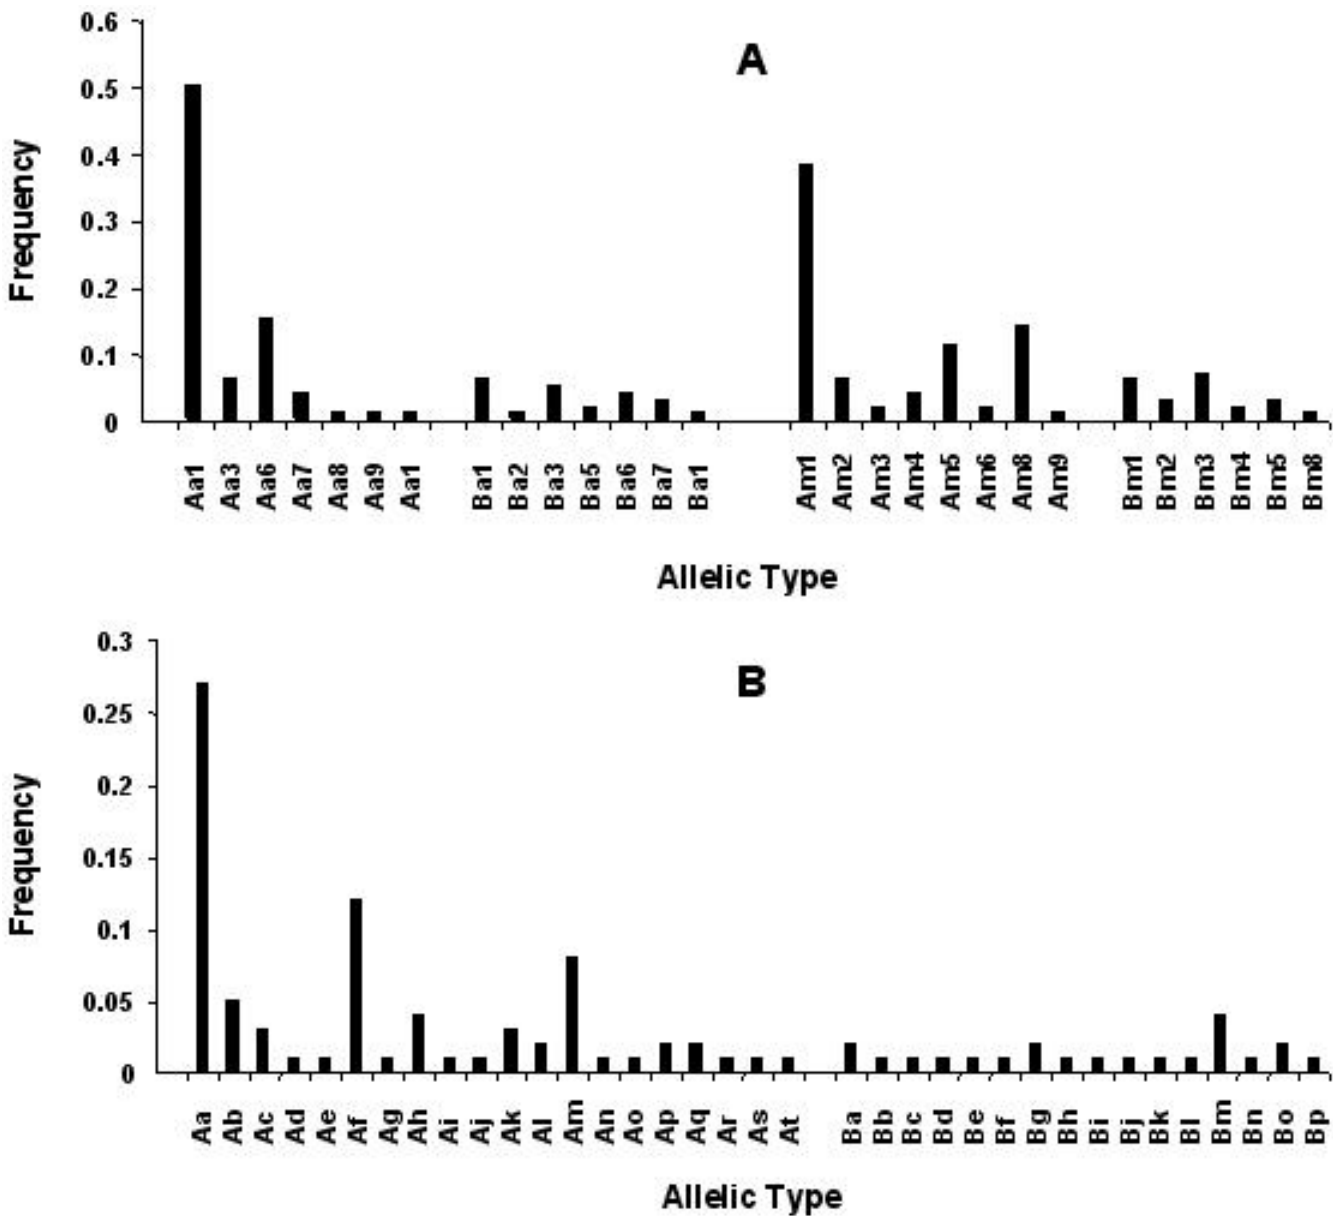 A
Frequency
0.6
0.5
0.4
0.3
0.2
0.1
0
Aa1 Aa3 Aa6 Aa7 Aa8 Aa9 Aa1 Ba1 Ba2 Ba3 Ba5 Ba6 Ba7 Ba1 Am1 Am2 Am3 Am4 Am5 Am6 Am8 Am9 Bm1 Bm2 Bm3 Bm4 Bm5 Bm8
Allelic Type
B
Frequency
0.3
0.25
0.2
0.15
0.1
0.05
0
Aa Ab Ac Ad Ae Af Ag Ah Ai Aj Ak Al Am An Ao Ap Aq Ar As At Ba Bb Bc Bd Be Bf Bg Bh Bi Bj Bk Bl Bm Bn Bo Bp
Allelic Type